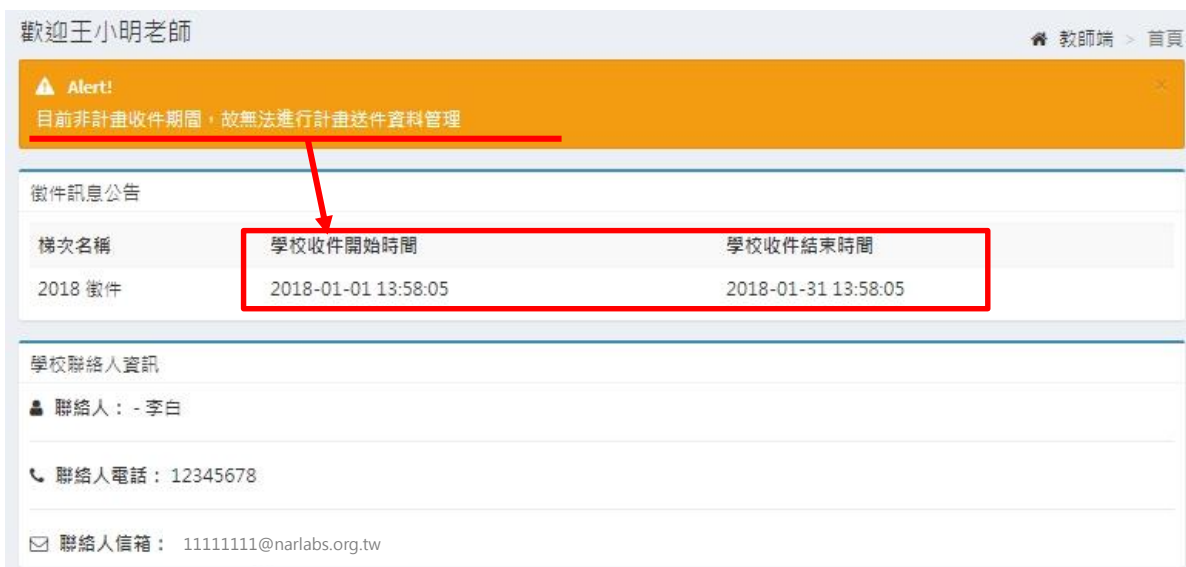 歡迎王小明老師
教師端 > 首頁
Alert!
目前非計畫收件期間，故無法進行計畫送件資料管理
徵件訊息公告
梯次名稱 學校收件開始時間 學校收件結束時間
2018 徵件 2018-01-01 13:58:05 2018-01-31 13:58:05
學校聯絡人資訊
聯絡人： - 李白
聯絡人電話： 12345678
聯絡人信箱： 11111111@narlabs.org.tw